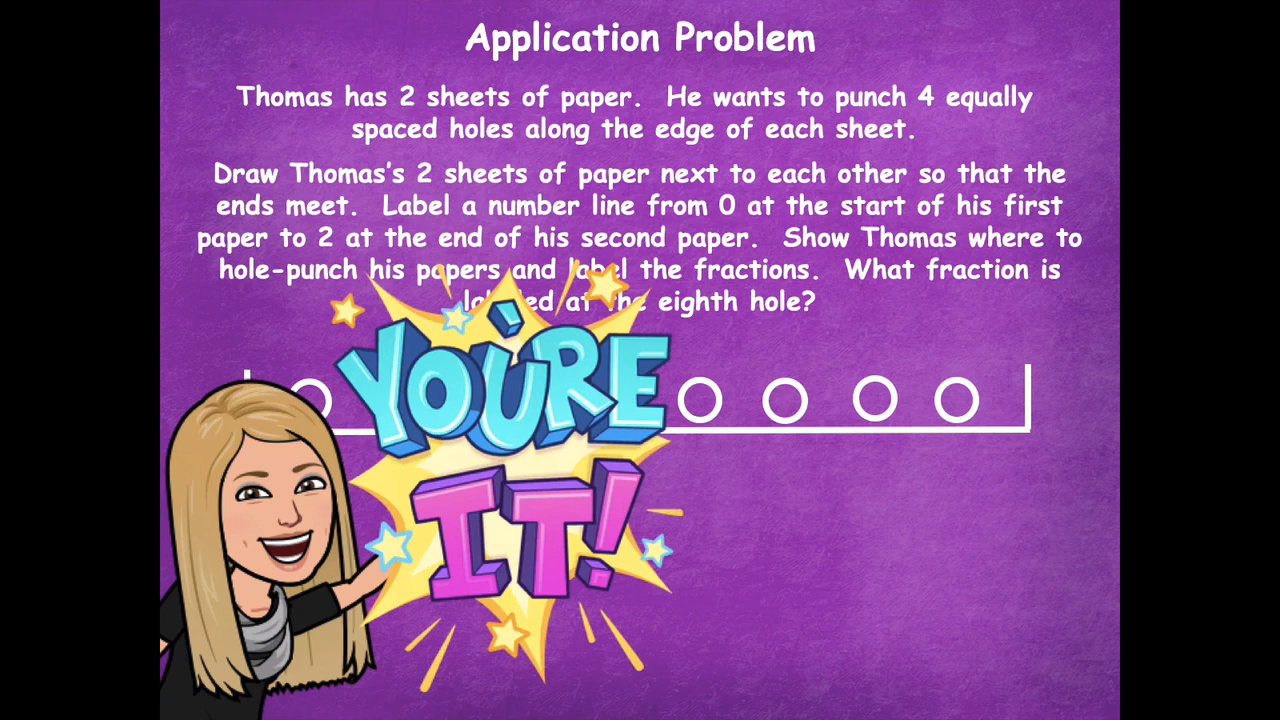 Application Problem
Thomas has 2 sheets of paper. He wants to punch 4 equally
spaced holes along the edge of each sheet.
Draw Thomas's 2 sheets of paper next to each other so that the
ends meet. Label a number line from 0 at the start of his first
paper to 2 at the end of his second paper. Show Thomas where to
hole-punch his papers and label the fractions. What fraction is
at the eighth hole?
YOU'RE
IT!